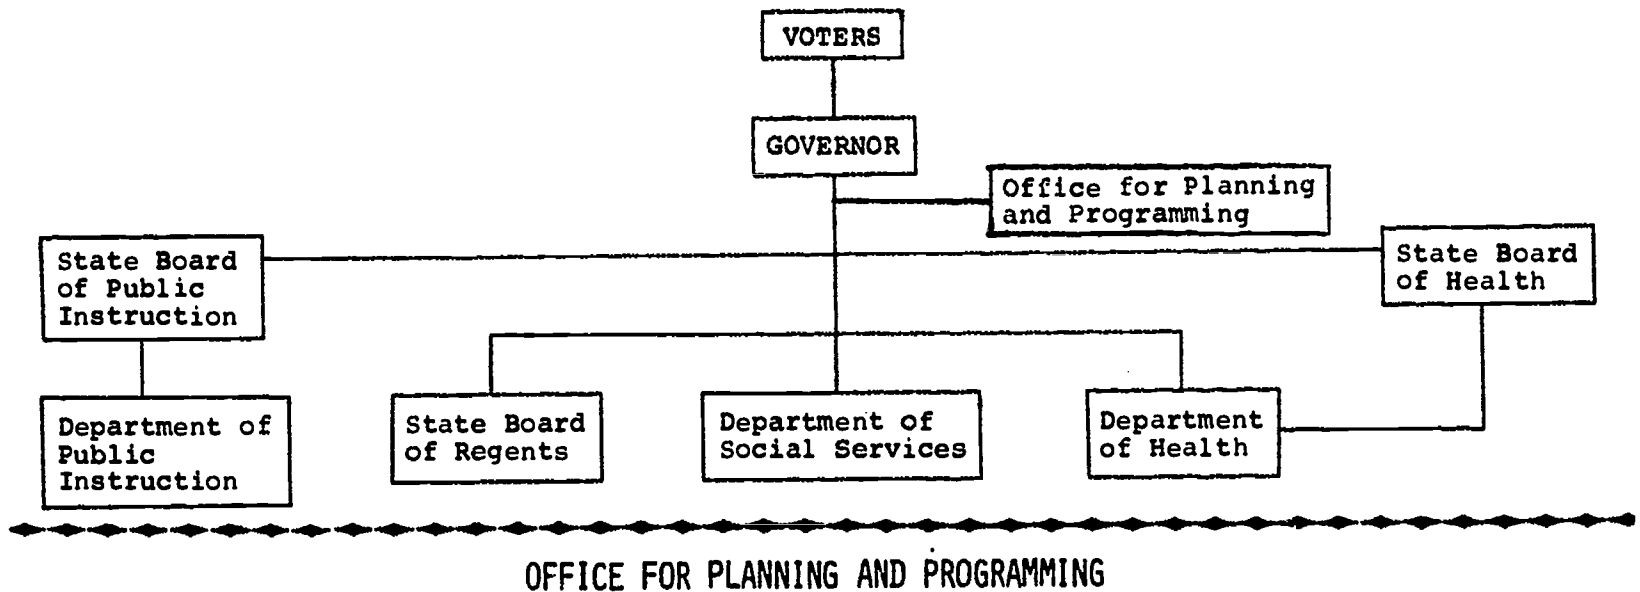 VOTERS
GOVERNOR
Office for Planning
and Programming
State Board
of Public
Instruction
State Board
of Health
Department of
Public
Instruction
State Board
of Regents
Department of
Social Services
Department
of Health
OFFICE FOR PLANNING AND PROGRAMMING